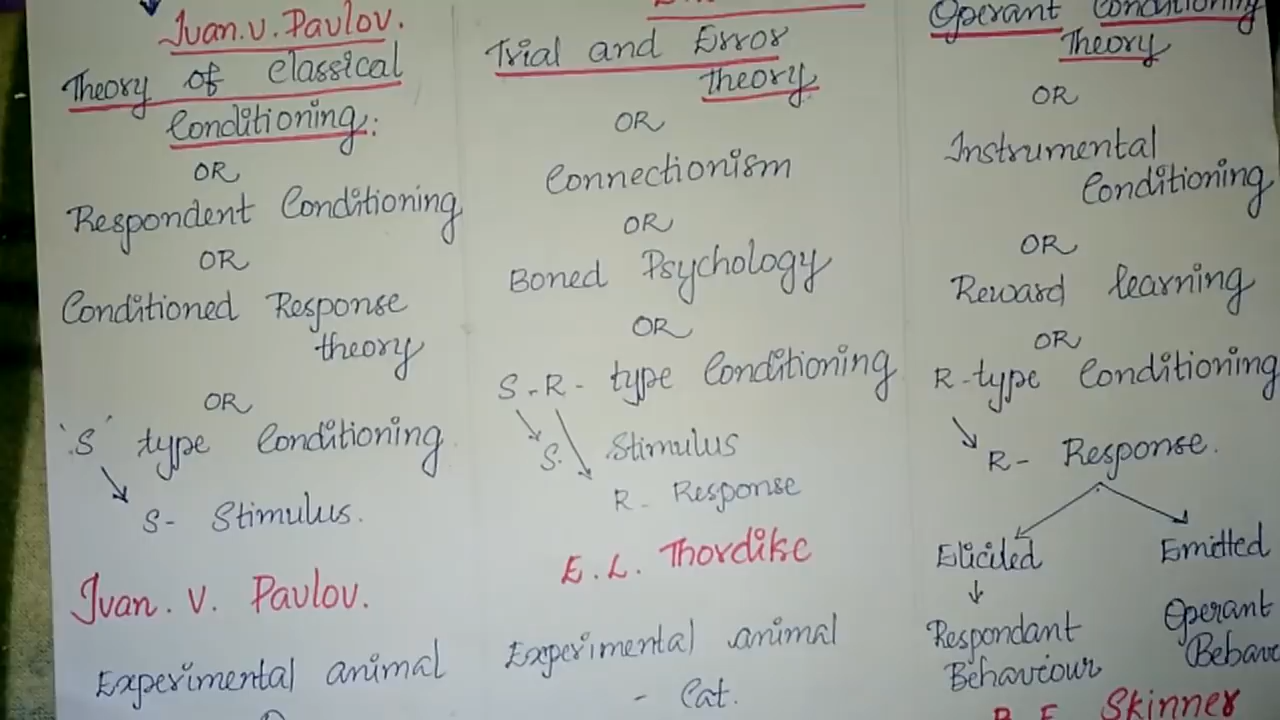 Ivan. V. Pavlov.
Theory of Classical
Conditioning:
OR
Respondent Conditioning
OR
Conditioned Response
theory
OR
'S' type Conditioning
S- Stimulus.
Ivan. V. Pavlov.
Experimental animal
Trial and Error
Theory.
OR
Connectionism
OR
Boned Psychology
OR
S-R- type Conditioning
S. Stimulus
R- Response
E. L. Thordike
Experimental animal
- Cat.
Operant Conditioning
Theory
OR
Instrumental
Conditioning
OR
Reward learning
OR
R-type Conditioning
R- Response.
Elicited Emitted
Respondant Operant
Behaviour Behav
B. F. Skinner